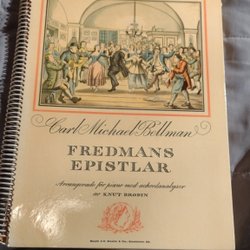 Carl Michael Bellman
FREDMANS
EPISTLAR
Arrangerade för piano med ackordanalyser
av KNUT BRODIN